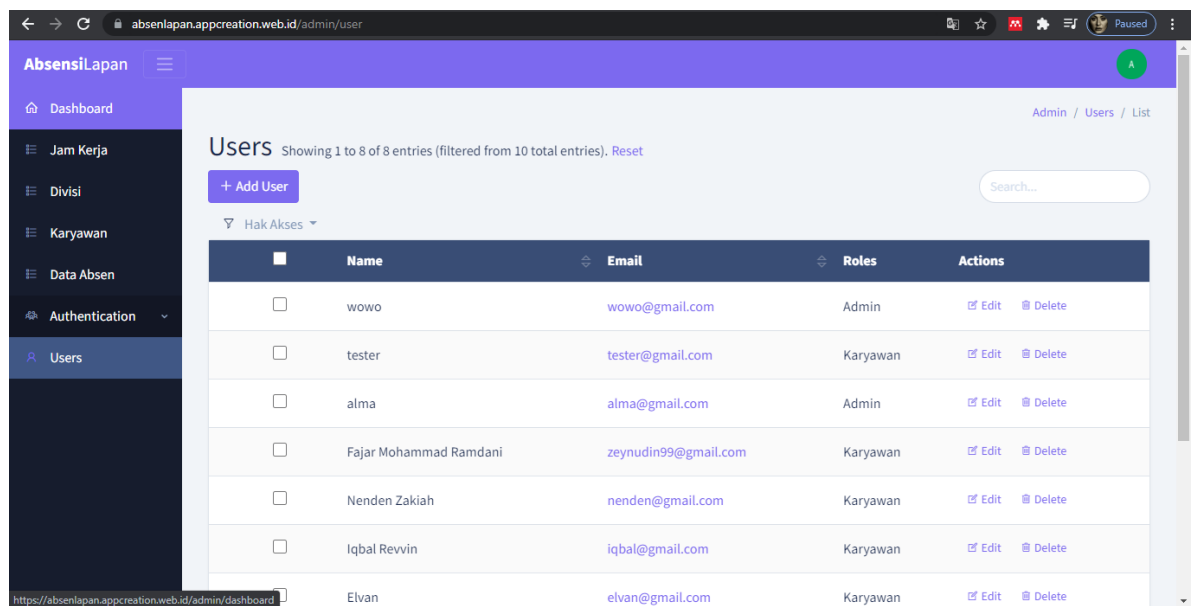 absenlapan.appcreation.web.id/admin/user Paused
AbsensiLapan A
Dashboard
Jam Kerja
Divisi
Karyawan
Data Absen
Authentication
Users
Admin / Users / List
Users Showing 1 to 8 of 8 entries (filtered from 10 total entries). Reset
+ Add User Search...
Hak Akses
Name Email Roles Actions
wowo wowo@gmail.com Admin Edit Delete
tester tester@gmail.com Karyawan Edit Delete
alma alma@gmail.com Admin Edit Delete
Fajar Mohammad Ramdani zeynudin99@gmail.com Karyawan Edit Delete
Nenden Zakiah nenden@gmail.com Karyawan Edit Delete
Iqbal Revvin iqbal@gmail.com Karyawan Edit Delete
Elvan elvan@gmail.com Karyawan Edit Delete
https://absenlapan.appcreation.web.id/admin/dashboard